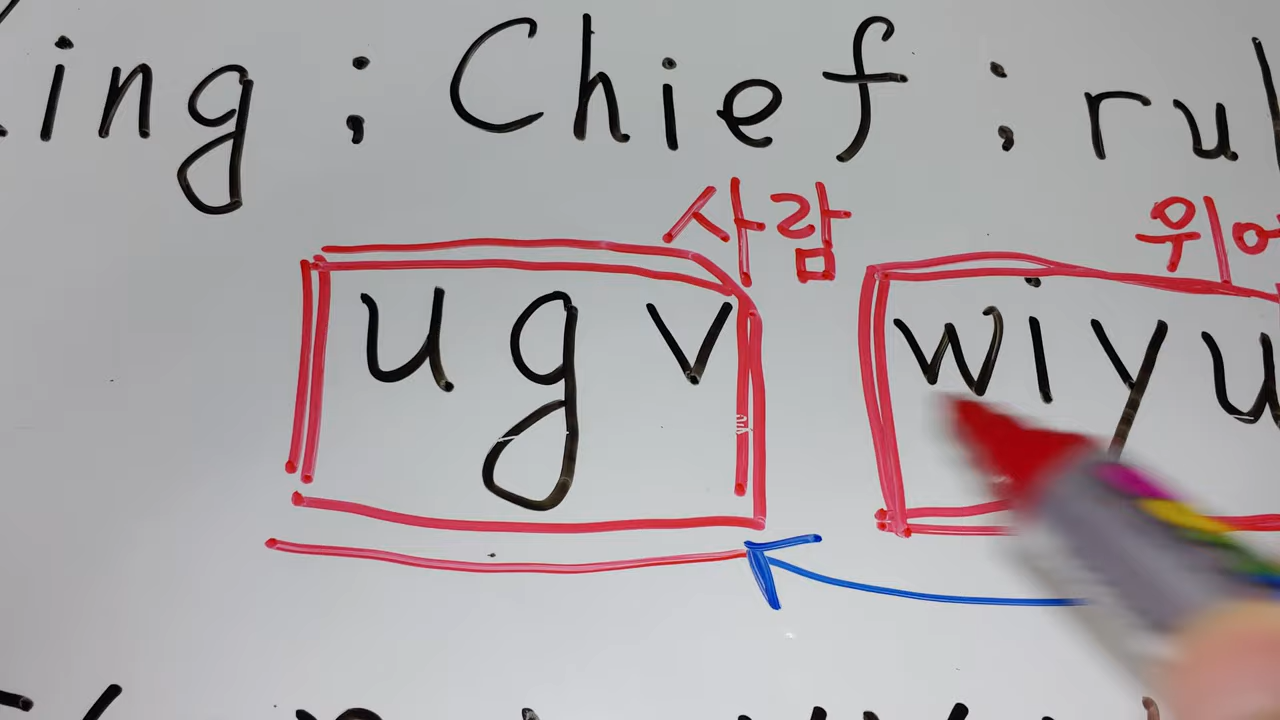 ing ; Chief ; ru
사람
ugv wiyu